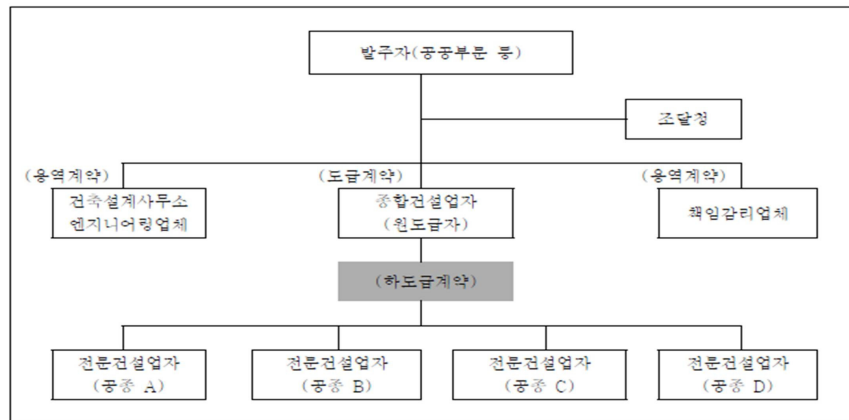 발주자(공공부문 등)
조달청
(용역계약)
(도급계약)
(용역계약)
건축설계사무소
엔지니어링업체
종합건설업자
(원도급자)
책임감리업체
(하도급계약)
전문건설업자
(공종 A)
전문건설업자
(공종 B)
전문건설업자
(공종 C)
전문건설업자
(공종 D)